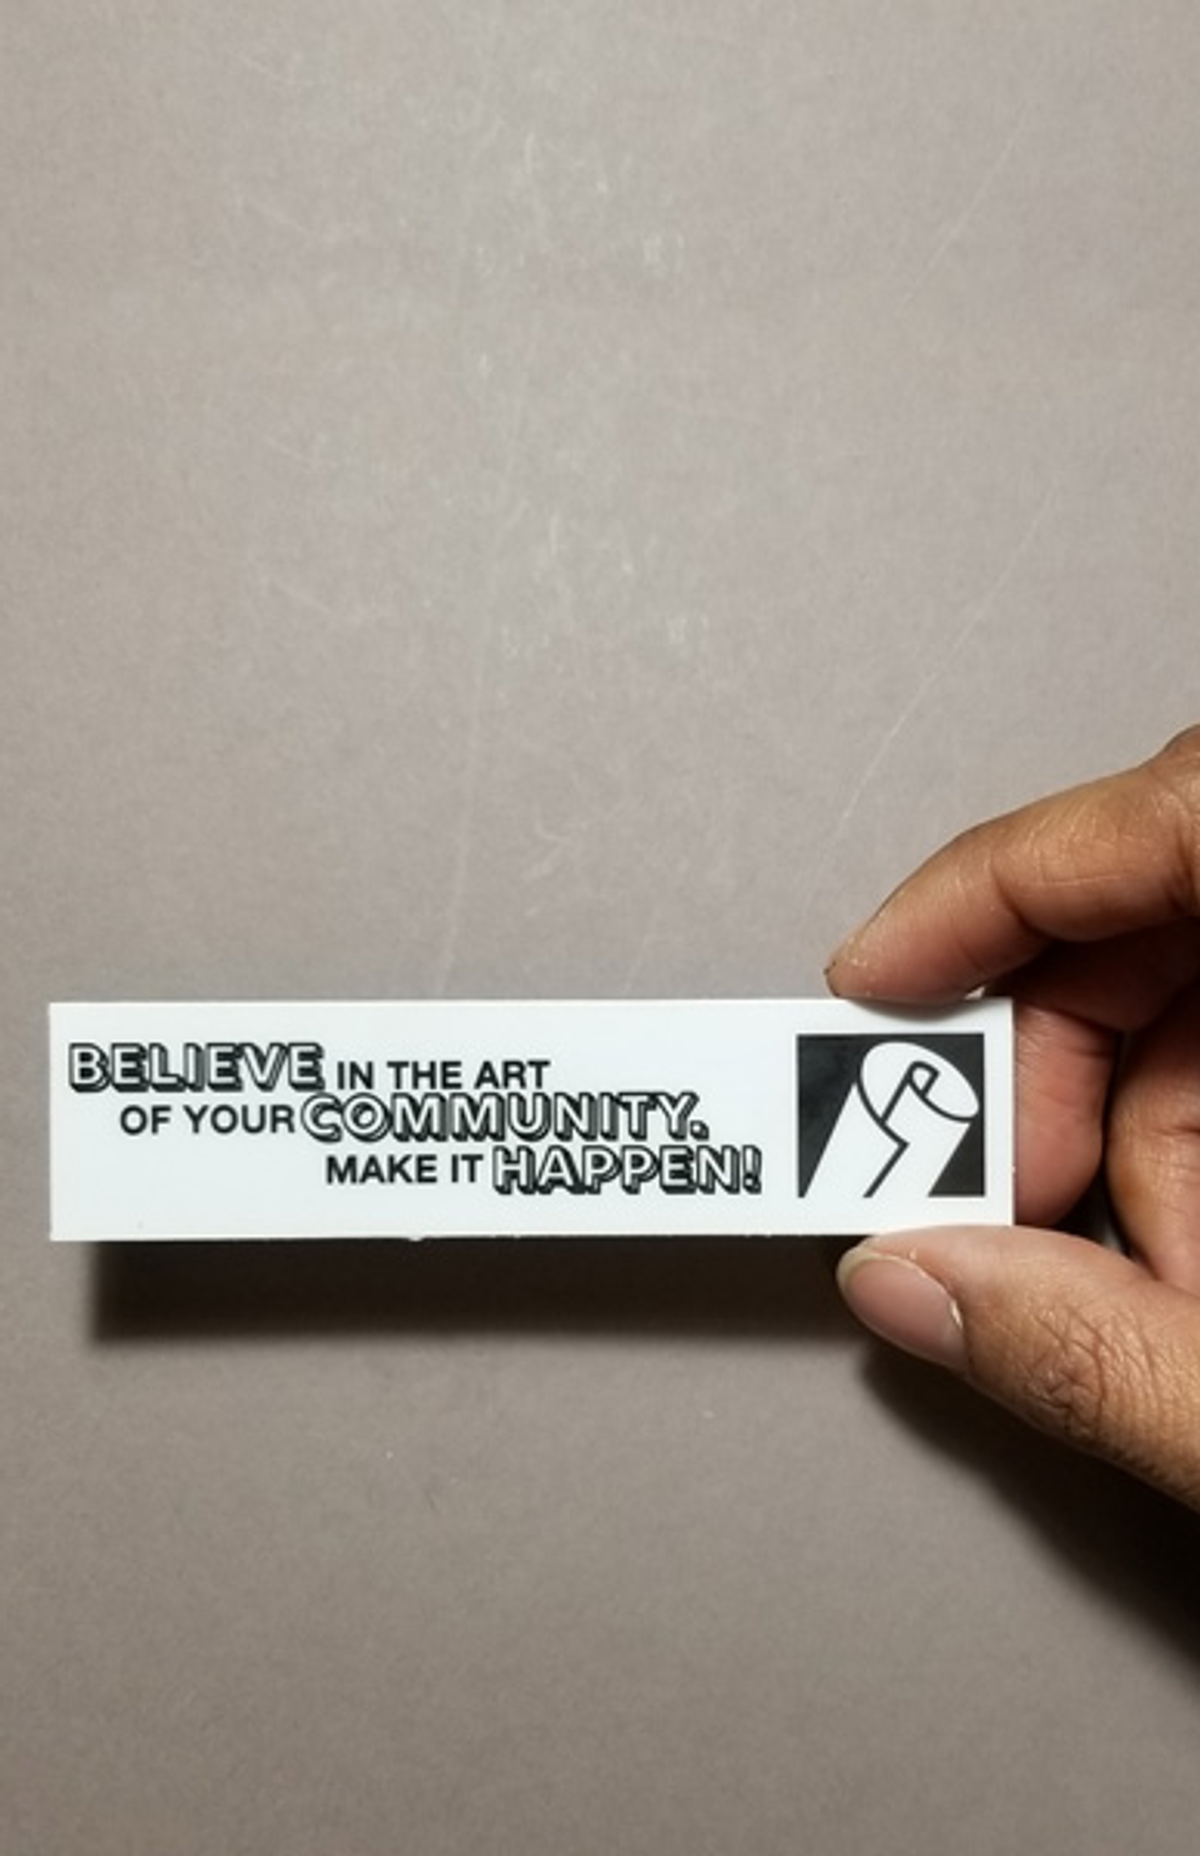 BELIEVE IN THE ART
OF YOUR COMMUNITY.
MAKE IT HAPPEN!